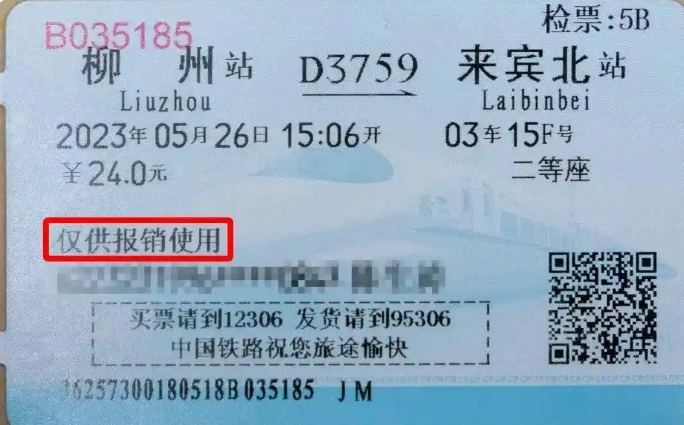 检票:5B
B035185
柳州站 D3759 来宾北站
Liuzhou Laibinbei
2023年05月26日 15:06开 03车15F号
￥24.0元 二等座
仅供报销使用
买票请到12306 发货请到95306
中国铁路祝您旅途愉快
36257300180518B035185 JM